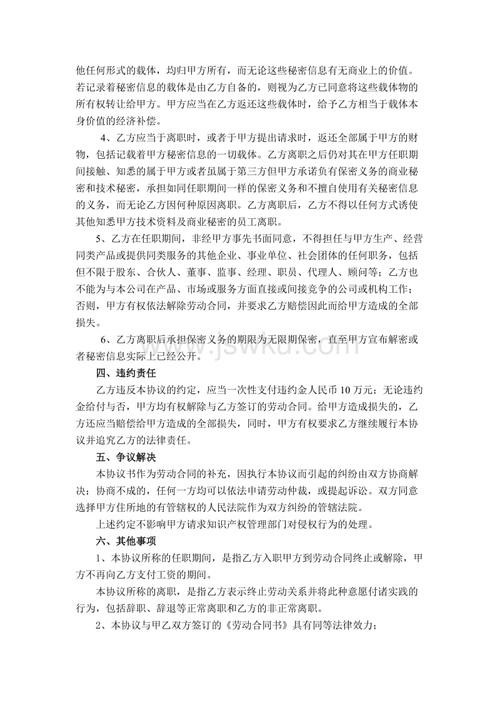 他任何形式的载体，均归甲方所有，而无论这些秘密信息有无商业上的价值。
若记录着秘密信息的载体是由乙方自备的，则视为乙方已同意将这些载体物的
所有权转让给甲方。甲方应当在乙方返还这些载体时，给予乙方相当于载体本
身价值的经济补偿。
4、乙方应当于离职时，或者于甲方提出请求时，返还全部属于甲方的财
物，包括记载着甲方秘密信息的一切载体。乙方离职之后仍对其在甲方任职期
间接触、知悉的属于甲方或者虽属于第三方但甲方承诺负有保密义务的商业秘
密和技术秘密，承担如同任职期间一样的保密义务和不擅自使用有关秘密信息
的义务，而无论乙方因何种原因离职。乙方离职后，乙方不得以任何方式诱使
其他知悉甲方技术资料及商业秘密的员工离职。
5、乙方在任职期间，非经甲方事先书面同意，不得担任与甲方生产、经营
同类产品或提供同类服务的其他企业、事业单位、社会团体的任何职务，包括
但不限于股东、合伙人、董事、监事、经理、职员、代理人、顾问等；乙方也
不能为与本公司在产品、市场或服务方面直接或间接竞争的公司或机构工作；
否则，甲方有权依法解除劳动合同，并要求乙方赔偿因此而给甲方造成的全部
损失。
6、乙方离职后承担保密义务的期限为无限期保密，直至甲方宣布解密或
者秘密信息实际上已经公开。
www.jswku.com
四、违约责任
乙方违反本协议的约定，应当一次性支付违约金人民币 10 万元；无论违约
金给付与否，甲方均有权解除与乙方签订的劳动合同。给甲方造成损失的，乙
方还应当赔偿给甲方造成的全部损失，同时，甲方有权要求乙方继续履行本协
议并追究乙方的法律责任。
五、争议解决
本协议书作为劳动合同的补充，因执行本协议而引起的纠纷由双方协商解
决；协商不成的，任何一方均可以依法申请劳动仲裁，或提起诉讼。双方同意
选择甲方住所地的有管辖权的人民法院作为双方纠纷的管辖法院。
上述约定不影响甲方请求知识产权管理部门对侵权行为的处理。
六、其他事项
1、本协议所称的任职期间，是指乙方入职甲方到劳动合同终止或解除，甲
方不再向乙方支付工资的期间。
本协议所称的离职，是指乙方表示终止劳动关系并将此种意愿付诸实践的
行为，包括辞职、辞退等正常离职和乙方的非正常离职。
2、本协议与甲乙双方签订的《劳动合同书》具有同等法律效力；